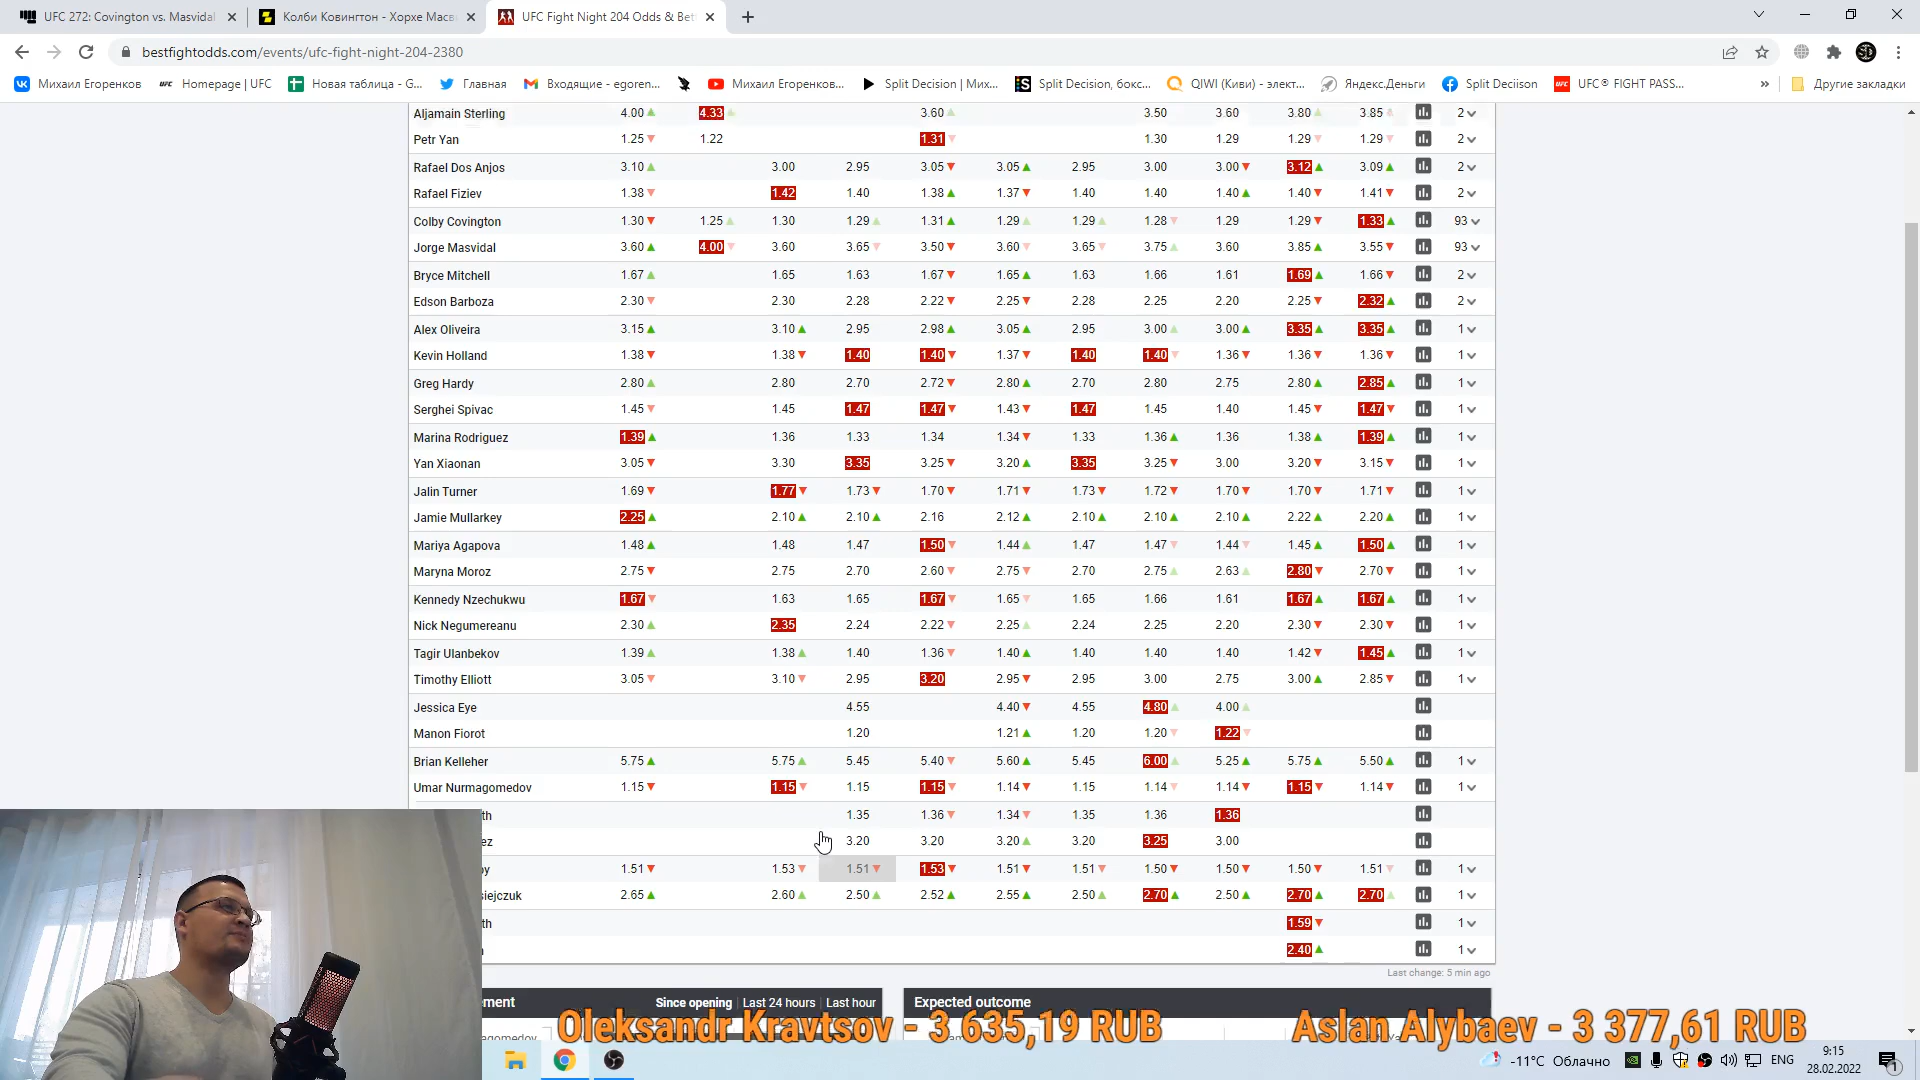 UFC 272: Covington vs. Masvidal
Колби Ковингтон - Хорхе Масв
UFC Fight Night 204 Odds & Bet
bestfightodds.com/events/ufc-fight-night-204-2380
Михаил Егоренков
Homepage | UFC
Новая таблица - G...
Главная
Входящие - egoren...
Михаил Егоренков...
Split Decision | Мих...
Split Decision, бокс...
QIWI (Киви) - элект...
Яндекс.Деньги
Split Deciison
UFC® FIGHT PASS...
»
Другие закладки
Aljamain Sterling 4.00 4.33 3.60 3.50 3.60 3.80 3.85 2
Petr Yan 1.25 1.22 1.31 1.30 1.29 1.29 1.29 2
Rafael Dos Anjos 3.10 3.00 2.95 3.05 3.05 2.95 3.00 3.00 3.12 3.09 2
Rafael Fiziev 1.38 1.42 1.40 1.38 1.37 1.40 1.40 1.40 1.40 1.41 2
Colby Covington 1.30 1.25 1.30 1.29 1.31 1.29 1.29 1.28 1.29 1.29 1.33 93
Jorge Masvidal 3.60 4.00 3.60 3.65 3.50 3.60 3.65 3.75 3.60 3.85 3.55 93
Bryce Mitchell 1.67 1.65 1.63 1.67 1.65 1.63 1.66 1.61 1.69 1.66 2
Edson Barboza 2.30 2.30 2.28 2.22 2.25 2.28 2.25 2.20 2.25 2.32 2
Alex Oliveira 3.15 3.10 2.95 2.98 3.05 2.95 3.00 3.00 3.35 3.35 1
Kevin Holland 1.38 1.38 1.40 1.40 1.37 1.40 1.40 1.36 1.36 1.36 1
Greg Hardy 2.80 2.80 2.70 2.72 2.80 2.70 2.80 2.75 2.80 2.85 1
Serghei Spivac 1.45 1.45 1.47 1.47 1.43 1.47 1.45 1.40 1.45 1.47 1
Marina Rodriguez 1.39 1.36 1.33 1.34 1.34 1.33 1.36 1.36 1.38 1.39 1
Yan Xiaonan 3.05 3.30 3.35 3.25 3.20 3.35 3.25 3.00 3.20 3.15 1
Jalin Turner 1.69 1.77 1.73 1.70 1.71 1.73 1.72 1.70 1.70 1.71 1
Jamie Mullarkey 2.25 2.10 2.10 2.16 2.12 2.10 2.10 2.10 2.22 2.20 1
Mariya Agapova 1.48 1.48 1.47 1.50 1.44 1.47 1.47 1.44 1.45 1.50 1
Maryna Moroz 2.75 2.75 2.70 2.60 2.75 2.70 2.75 2.63 2.80 2.70 1
Kennedy Nzechukwu 1.67 1.63 1.65 1.67 1.65 1.65 1.66 1.61 1.67 1.67 1
Nick Negumereanu 2.30 2.35 2.24 2.22 2.25 2.24 2.25 2.20 2.30 2.30 1
Tagir Ulanbekov 1.39 1.38 1.40 1.36 1.40 1.40 1.40 1.40 1.42 1.45 1
Timothy Elliott 3.05 3.10 2.95 3.20 2.95 2.95 3.00 2.75 3.00 2.85 1
Jessica Eye 4.55 4.40 4.55 4.80 4.00
Manon Fiorot 1.20 1.21 1.20 1.20 1.22
Brian Kelleher 5.75 5.75 5.45 5.40 5.60 5.45 6.00 5.25 5.75 5.50 1
Umar Nurmagomedov 1.15 1.15 1.15 1.15 1.14 1.15 1.14 1.14 1.15 1.14 1
th 1.35 1.36 1.34 1.35 1.36 1.36
ez 3.20 3.20 3.20 3.20 3.25 3.00
by 1.51 1.53 1.51 1.53 1.51 1.51 1.50 1.50 1.50 1.51 1
siejczuk 2.65 2.60 2.50 2.52 2.55 2.50 2.70 2.50 2.70 2.70 1
th 1.59 1
2.40 1
Last change: 5 min ago
ement Since opening | Last 24 hours | Last hour
Expected outcome
Oleksandr Kravtsov - 3 635,19 RUB
Aslan Alybaev - 3 377,61 RUB
-11°C Облачно
ENG
9:15
28.02.2022
1